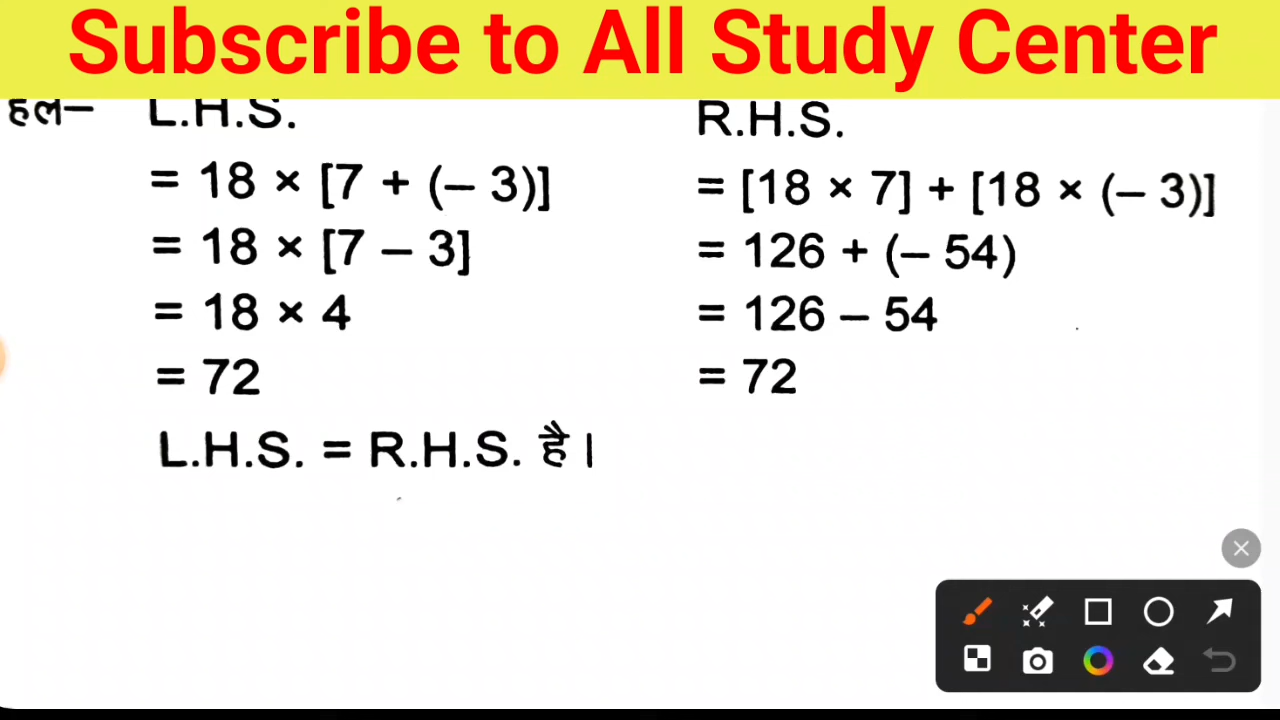 Subscribe to All Study Center
हल– L.H.S. R.H.S.
= 18 × [7 + (– 3)] = [18 × 7] + [18 × (– 3)]
= 18 × [7 – 3] = 126 + (– 54)
= 18 × 4 = 126 – 54
= 72 = 72
L.H.S. = R.H.S. है।